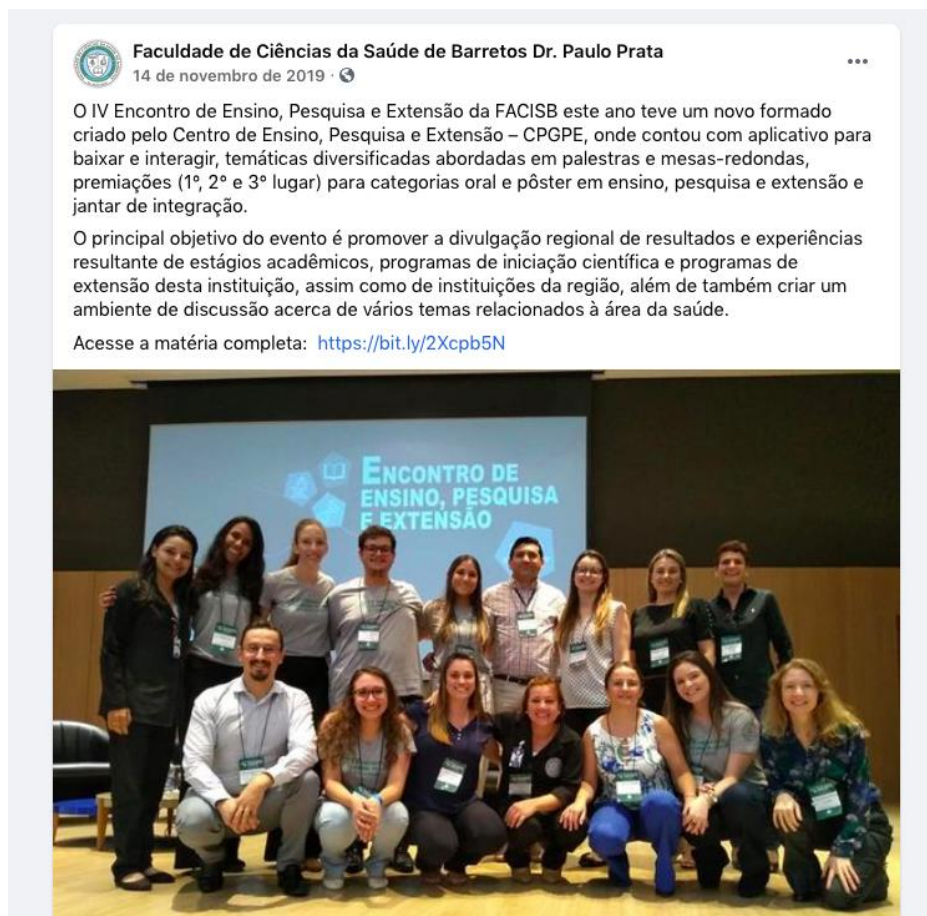 Faculdade de Ciências da Saúde de Barretos Dr. Paulo Prata
14 de novembro de 2019 ·
O IV Encontro de Ensino, Pesquisa e Extensão da FACISB este ano teve um novo formado
criado pelo Centro de Ensino, Pesquisa e Extensão – CPGPE, onde contou com aplicativo para
baixar e interagir, temáticas diversificadas abordadas em palestras e mesas-redondas,
premiações (1º, 2° e 3° lugar) para categorias oral e pôster em ensino, pesquisa e extensão e
jantar de integração.
O principal objetivo do evento é promover a divulgação regional de resultados e experiências
resultante de estágios acadêmicos, programas de iniciação científica e programas de
extensão desta instituição, assim como de instituições da região, além de também criar um
ambiente de discussão acerca de vários temas relacionados à área da saúde.
Acesse a matéria completa: https://bit.ly/2Xcpb5N
ENCONTRO DE
ENSINO, PESQUISA
E EXTENSÃO